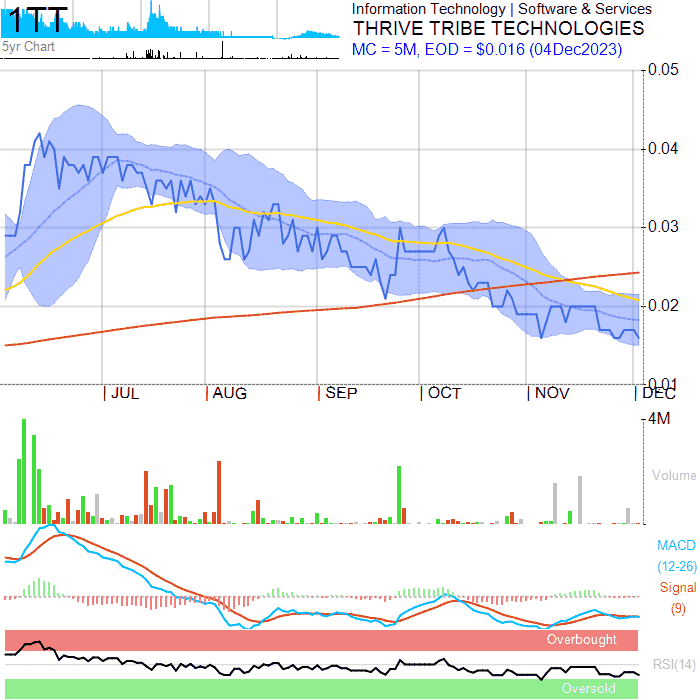 1TT
5yr Chart
Information Technology | Software & Services
THRIVE TRIBE TECHNOLOGIES
MC = 5M, EOD = $0.016 (04Dec2023)
0.05
0.04
0.03
0.02
0.01
JUL AUG SEP OCT NOV DEC
4M
Volume
MACD
(12-26)
Signal
(9)
Overbought
RSI(14)
Oversold